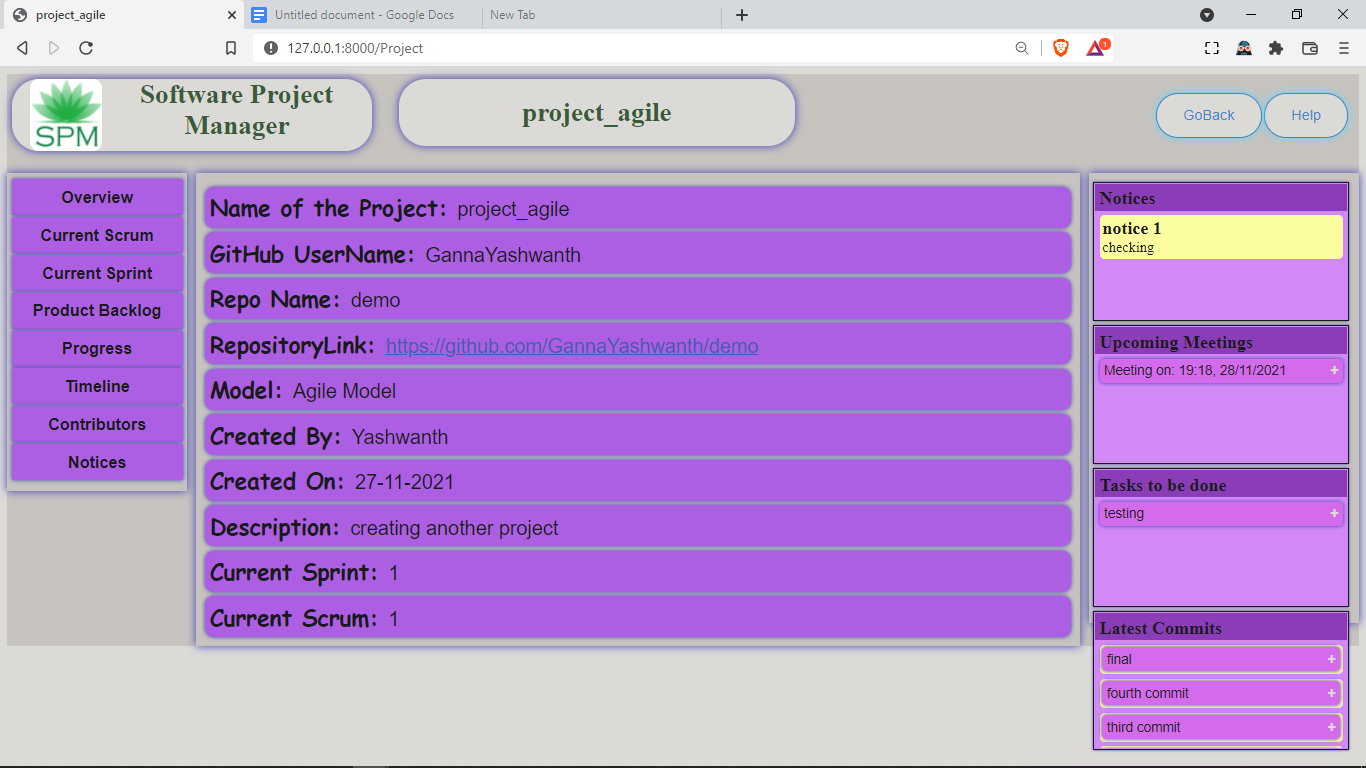 project_agile
Untitled document - Google Docs
New Tab
127.0.0.1:8000/Project
1
SPM
Software Project
Manager
project_agile
GoBack
Help
Overview
Current Scrum
Current Sprint
Product Backlog
Progress
Timeline
Contributors
Notices
Name of the Project: project_agile
GitHub UserName: GannaYashwanth
Repo Name: demo
RepositoryLink: https://github.com/GannaYashwanth/demo
Model: Agile Model
Created By: Yashwanth
Created On: 27-11-2021
Description: creating another project
Current Sprint: 1
Current Scrum: 1
Notices
notice 1
checking
Upcoming Meetings
Meeting on: 19:18, 28/11/2021 +
Tasks to be done
testing +
Latest Commits
final +
fourth commit +
third commit +